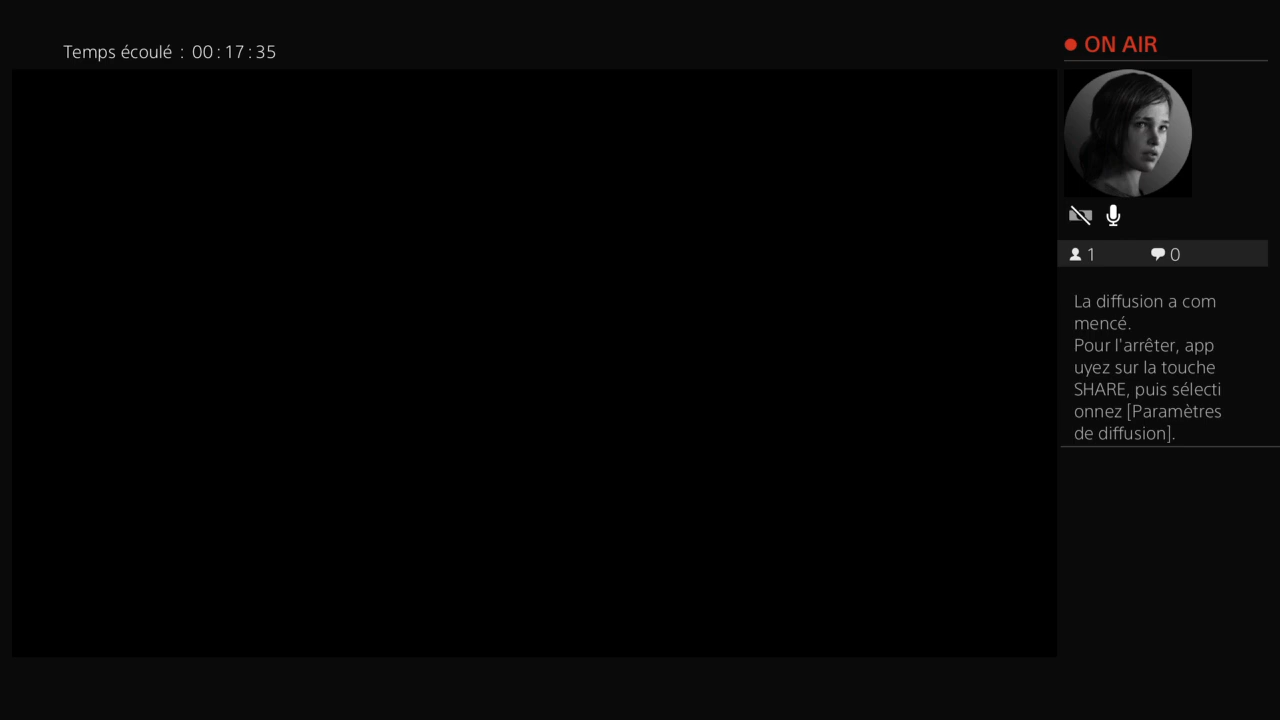 Temps écoulé : 00:17:35
ON AIR
1 0
La diffusion a com
mencé.
Pour l'arrêter, app
uyez sur la touche
SHARE, puis sélecti
onnez [Paramètres
de diffusion].